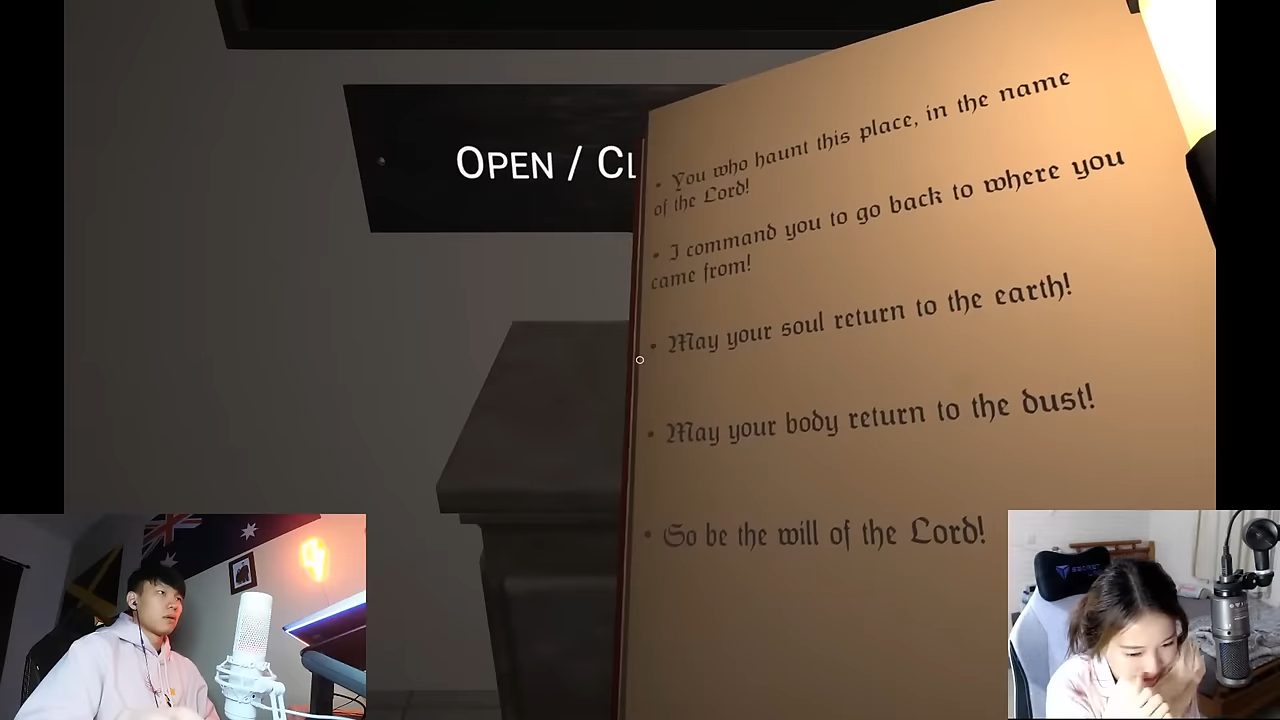 OPEN / CL
• You who haunt this place, in the name
of the Lord!
• I command you to go back to where you
came from!
• May your soul return to the earth!
• May your body return to the dust!
• So be the will of the Lord!